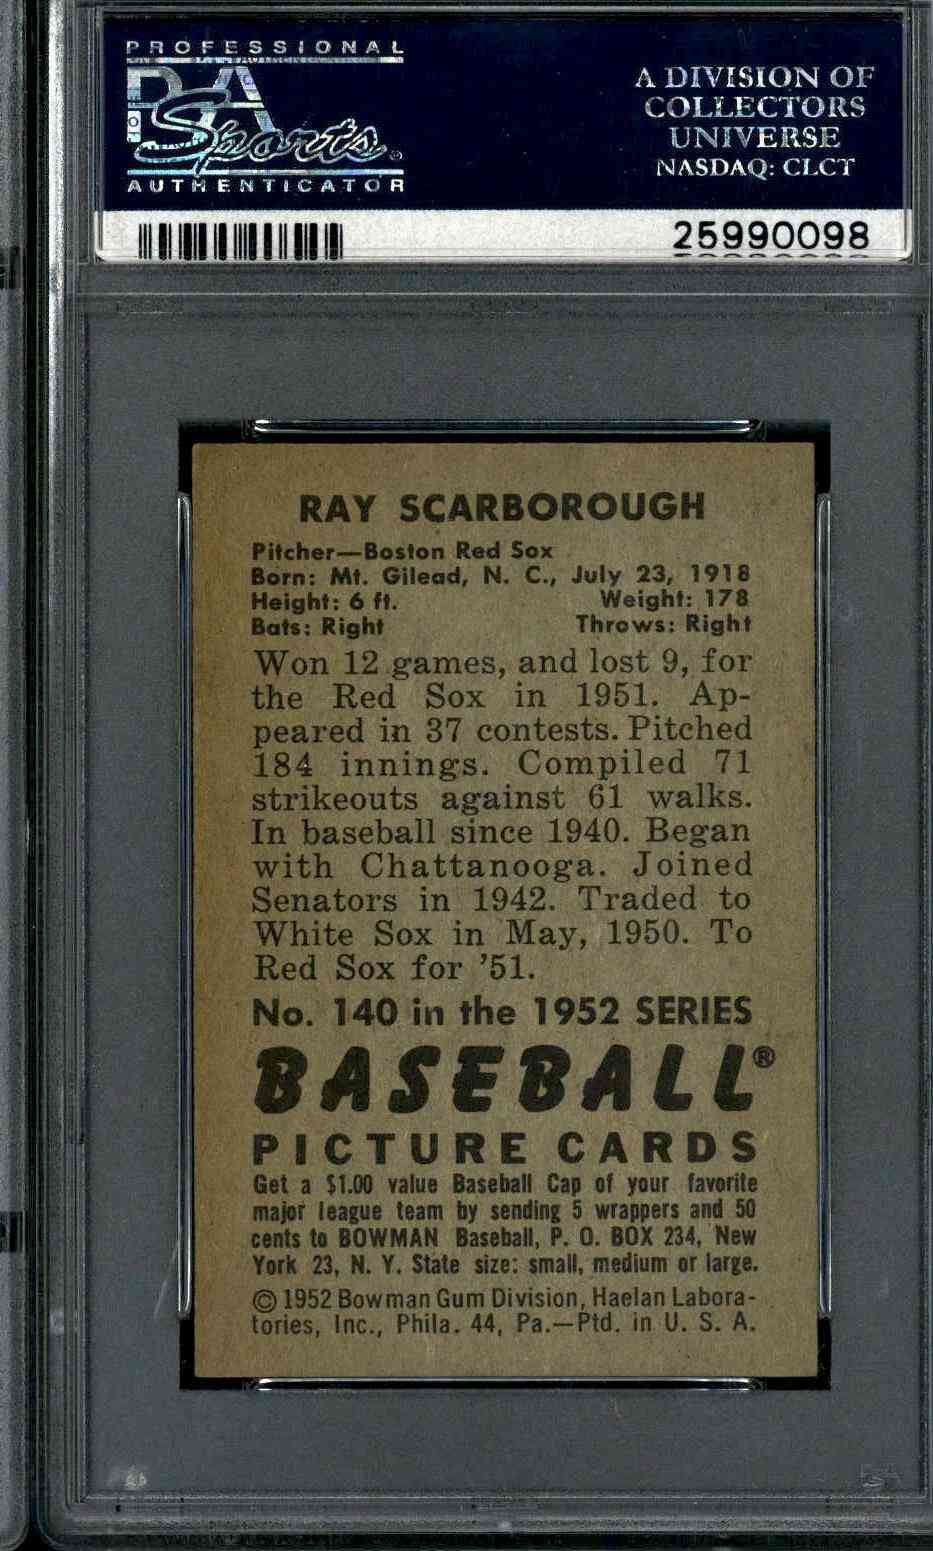 PROFESSIONAL
PSA
Sports
AUTHENTICATOR
A DIVISION OF
COLLECTORS
UNIVERSE
NASDAQ: CLCT
25990098
RAY SCARBOROUGH
Pitcher—Boston Red Sox
Born: Mt. Gilead, N. C., July 23, 1918
Height: 6 ft. Weight: 178
Bats: Right Throws: Right
Won 12 games, and lost 9, for
the Red Sox in 1951. Ap-
peared in 37 contests. Pitched
184 innings. Compiled 71
strikeouts against 61 walks.
In baseball since 1940. Began
with Chattanooga. Joined
Senators in 1942. Traded to
White Sox in May, 1950. To
Red Sox for '51.
No. 140 in the 1952 SERIES
BASEBALL®
PICTURE CARDS
Get a $1.00 value Baseball Cap of your favorite
major league team by sending 5 wrappers and 50
cents to BOWMAN Baseball, P. O. BOX 234, New
York 23, N. Y. State size: small, medium or large.
© 1952 Bowman Gum Division, Haelan Labora-
tories, Inc., Phila. 44, Pa.—Ptd. in U. S. A.